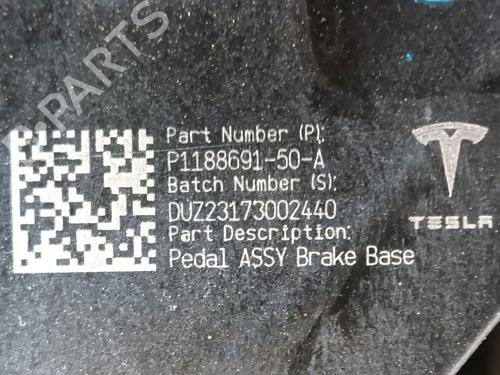 PARTS
Part Number (P):
P1188691-50-A
Batch Number (S):
DUZ23173002440
Part Description:
Pedal ASSY Brake Base
TESLA